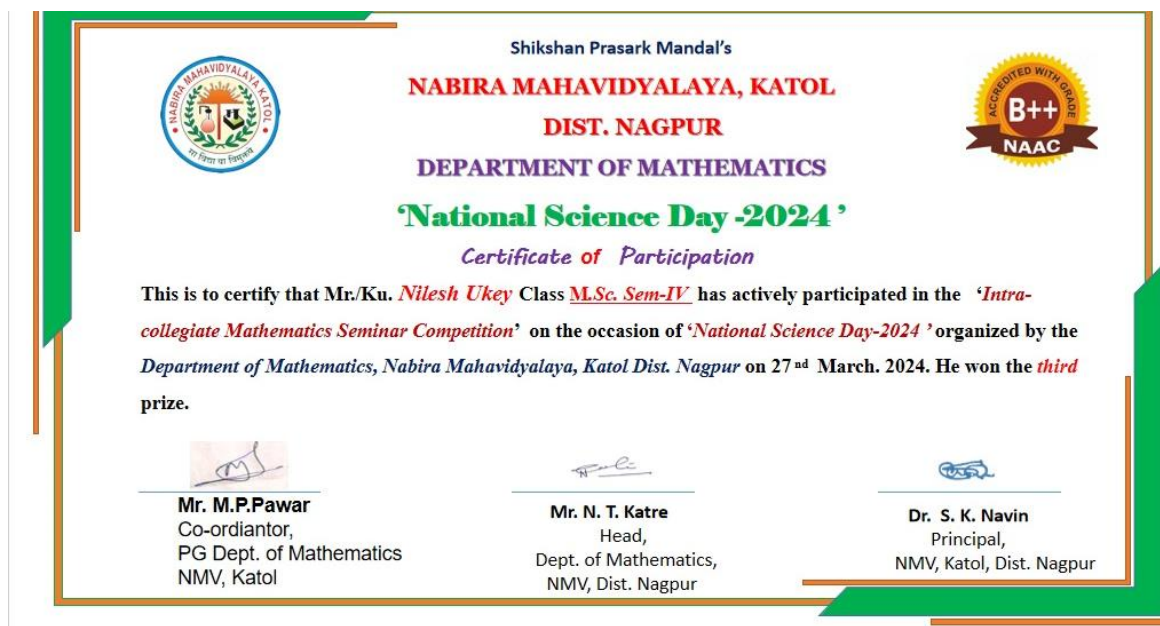 Shikshan Prasark Mandal's
NABIRA MAHAVIDYALAYA, KATOL
DIST. NAGPUR
DEPARTMENT OF MATHEMATICS
'National Science Day -2024 '
Certificate of Participation
NABIRA MAHAVIDYALAYA KATOL
सा विद्या या विमुक्तये
ACCREDITED WITH GRADE
B++
NAAC
This is to certify that Mr./Ku. Nilesh Ukey Class M.Sc. Sem-IV has actively participated in the 'Intra-
collegiate Mathematics Seminar Competition' on the occasion of 'National Science Day-2024 ' organized by the
Department of Mathematics, Nabira Mahavidyalaya, Katol Dist. Nagpur on 27 nd March. 2024. He won the third
prize.
Mr. M.P.Pawar
Co-ordiantor,
PG Dept. of Mathematics
NMV, Katol
Mr. N. T. Katre
Head,
Dept. of Mathematics,
NMV, Dist. Nagpur
Dr. S. K. Navin
Principal,
NMV, Katol, Dist. Nagpur